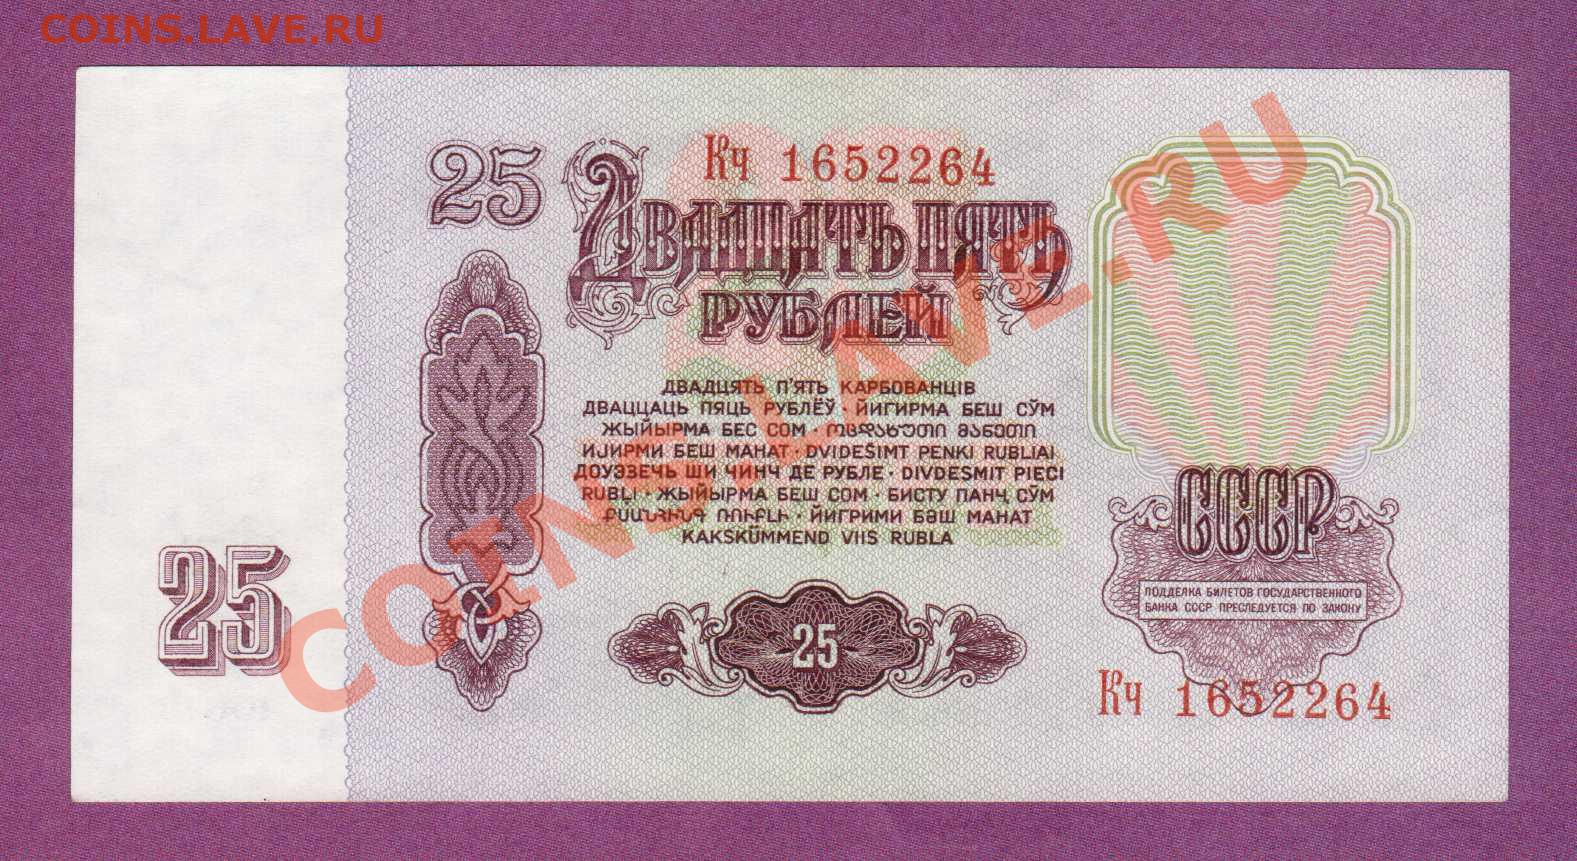 COINS.LAVE.RU
25
Кч 1652264
ДВАДЦАТЬ ПЯТЬ
РУБЛЕЙ
ДВАДЦЯТЬ П'ЯТЬ КАРБОВАНЦІВ
ДВАЦЦАЦЬ ПЯЦЬ РУБЛЁЎ · ЙИГИРМА БЕШ СЎМ
ЖЫЙЫРМА БЕС СОМ · ოცდახუთი მანეთი
ИЈИРМИ БЕШ МАНАТ · DVIDEŠIMT PENKI RUBLIAI
ДОУЭЗЕЧЬ ШИ ЧИНЧ ДЕ РУБЛЕ · DIVDESMIT PIECI
RUBĻI · ЖЫЙЫРМА БЕШ СОМ · БИСТУ ПАНҶ СӮМ
ՔՍԱՆՀԻՆԳ ՌՈՒԲԼԻ · ЙИГРИМИ БӘШ МАНАТ
KAKSKÜMMEND VIIS RUBLA
СССР
ПОДДЕЛКА БИЛЕТОВ ГОСУДАРСТВЕННОГО
БАНКА СССР ПРЕСЛЕДУЕТСЯ ПО ЗАКОНУ
25
25
Кч 1652264
COINS.LAVE.RU